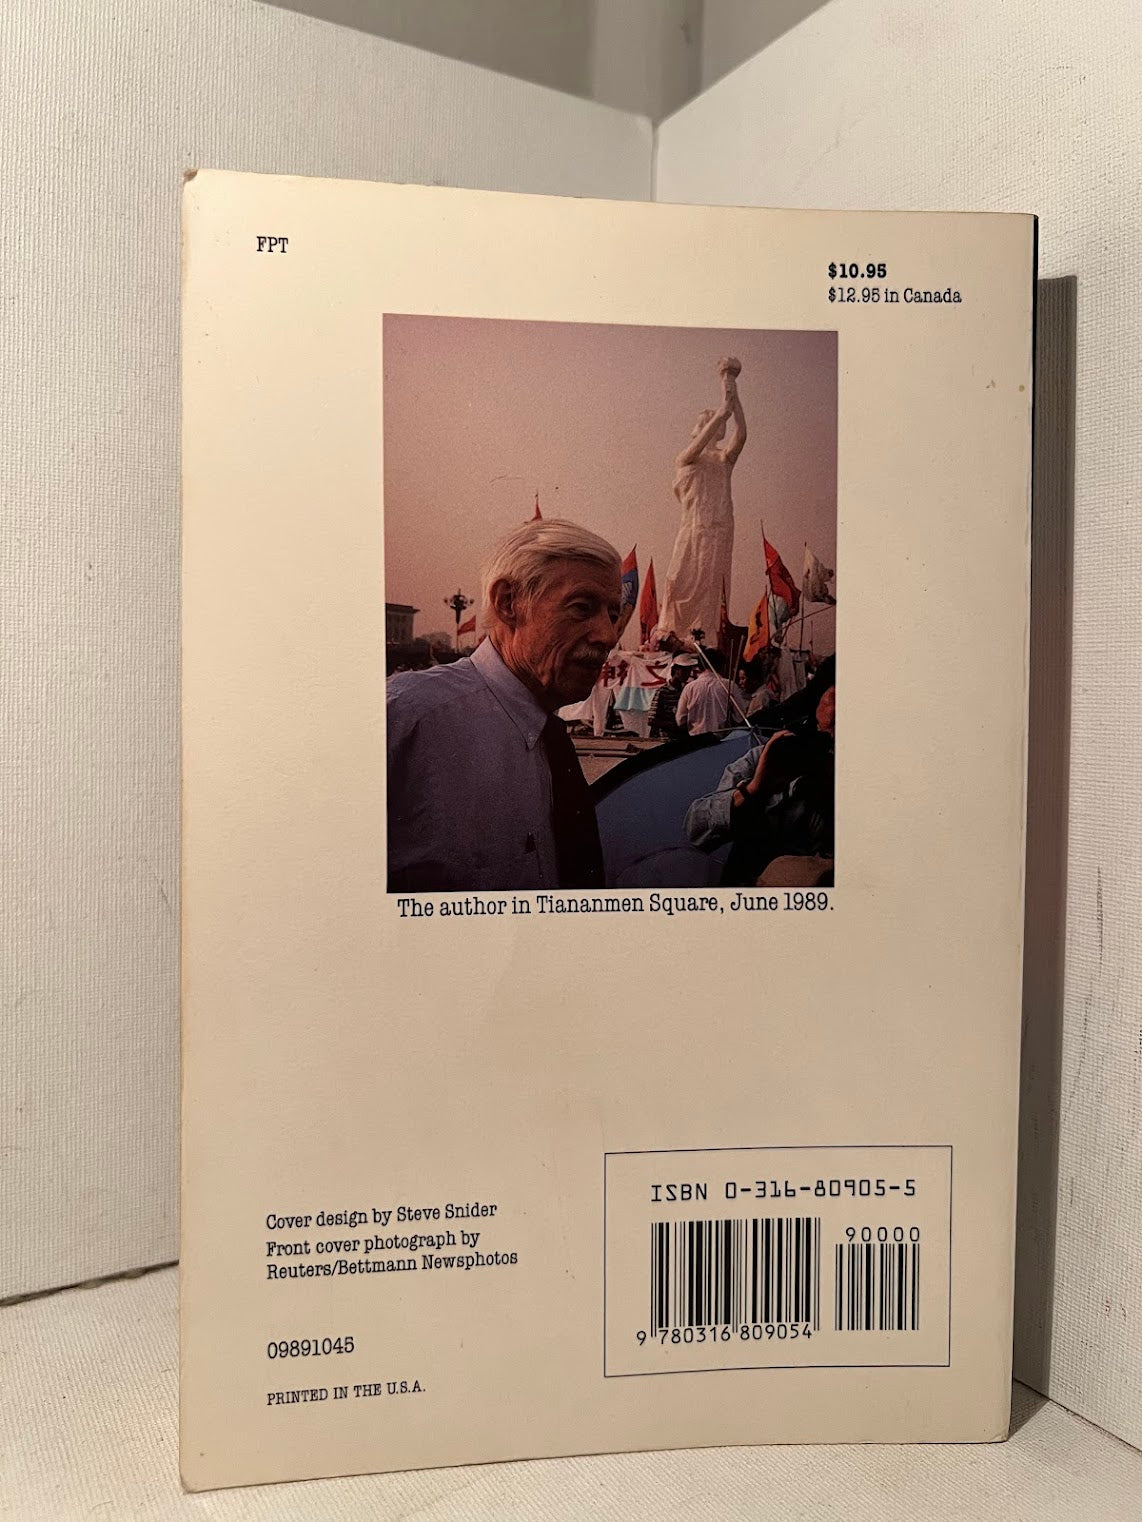 FPT
$10.95
$12.95 in Canada
The author in Tiananmen Square, June 1989.
Cover design by Steve Snider
Front cover photograph by
Reuters/Bettmann Newsphotos
09891045
PRINTED IN THE U.S.A.
ISBN 0-316-80905-5
90000
9 780316 809054